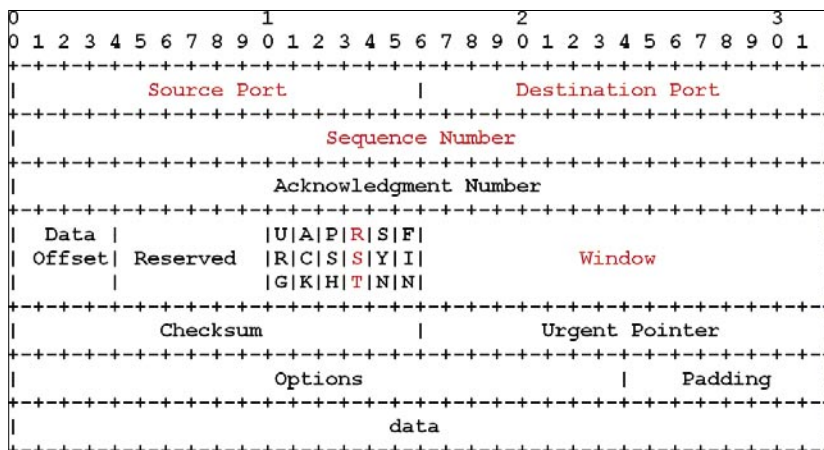 0 1 2 3
0 1 2 3 4 5 6 7 8 9 0 1 2 3 4 5 6 7 8 9 0 1 2 3 4 5 6 7 8 9 0 1
+-+-+-+-+-+-+-+-+-+-+-+-+-+-+-+-+-+-+-+-+-+-+-+-+-+-+-+-+-+-+-+-
| Source Port | Destination Port
+-+-+-+-+-+-+-+-+-+-+-+-+-+-+-+-+-+-+-+-+-+-+-+-+-+-+-+-+-+-+-+-
| Sequence Number
+-+-+-+-+-+-+-+-+-+-+-+-+-+-+-+-+-+-+-+-+-+-+-+-+-+-+-+-+-+-+-+-
| Acknowledgment Number
+-+-+-+-+-+-+-+-+-+-+-+-+-+-+-+-+-+-+-+-+-+-+-+-+-+-+-+-+-+-+-+-
| Data | |U|A|P|R|S|F|
| Offset| Reserved |R|C|S|S|Y|I| Window
| | |G|K|H|T|N|N|
+-+-+-+-+-+-+-+-+-+-+-+-+-+-+-+-+-+-+-+-+-+-+-+-+-+-+-+-+-+-+-+-
| Checksum | Urgent Pointer
+-+-+-+-+-+-+-+-+-+-+-+-+-+-+-+-+-+-+-+-+-+-+-+-+-+-+-+-+-+-+-+-
| Options | Padding
+-+-+-+-+-+-+-+-+-+-+-+-+-+-+-+-+-+-+-+-+-+-+-+-+-+-+-+-+-+-+-+-
| data
+-+-+-+-+-+-+-+-+-+-+-+-+-+-+-+-+-+-+-+-+-+-+-+-+-+-+-+-+-+-+-+-